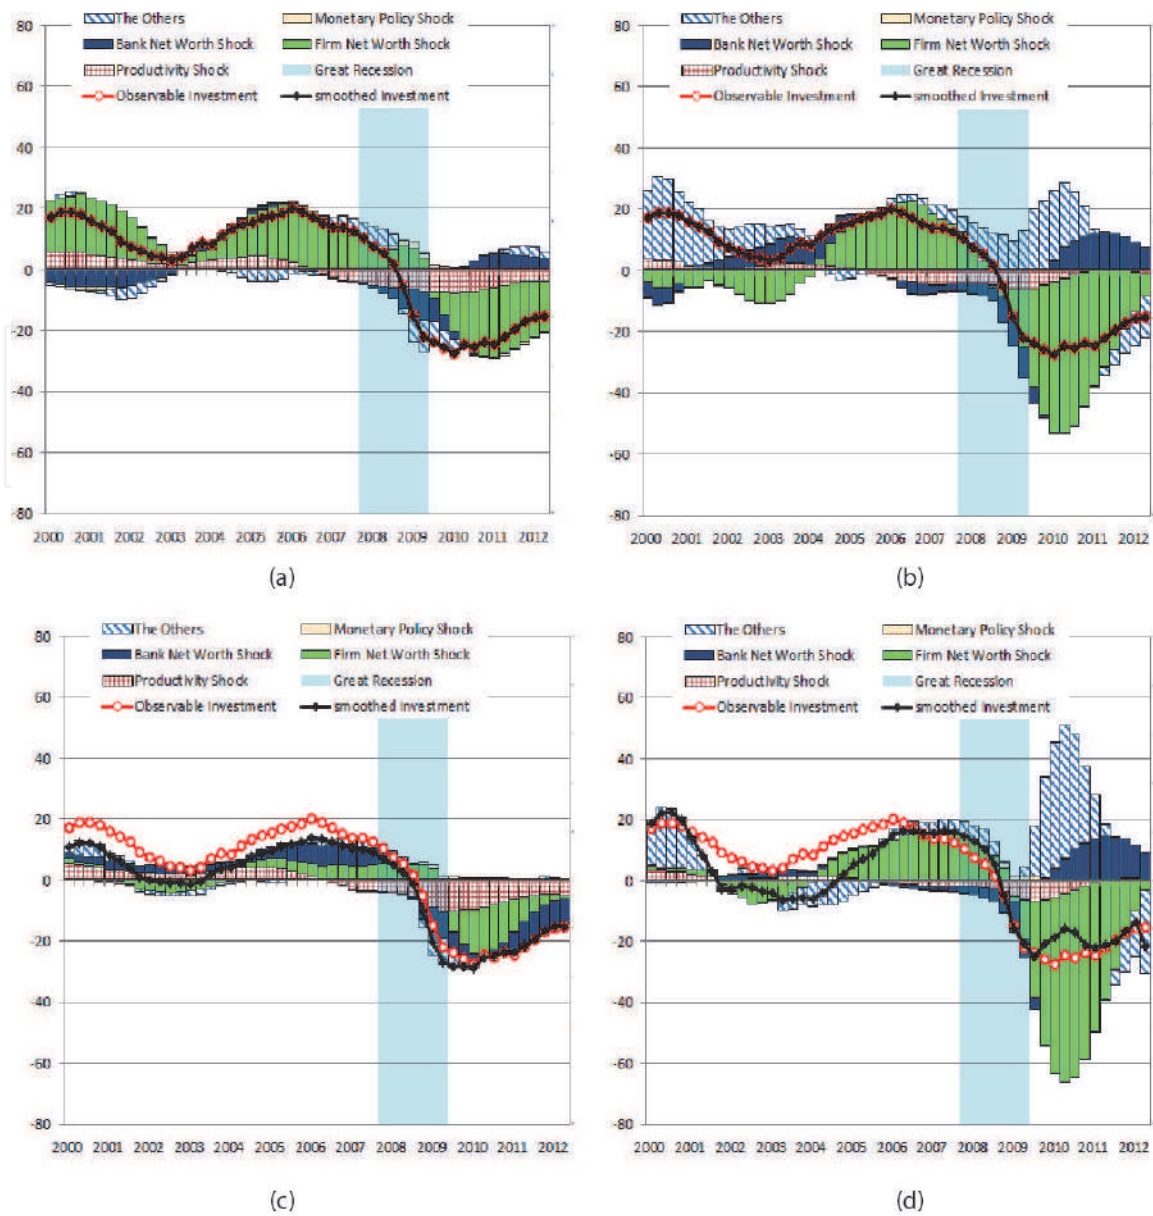 The Others Monetary Policy Shock
Bank Net Worth Shock Firm Net Worth Shock
Productivity Shock Great Recession
Observable Investment smoothed Investment
80
60
40
20
0
-20
-40
-60
-80
2000 2001 2002 2003 2004 2005 2006 2007 2008 2009 2010 2011 2012
(a)
The Others Monetary Policy Shock
Bank Net Worth Shock Firm Net Worth Shock
Productivity Shock Great Recession
Observable Investment smoothed Investment
80
60
40
20
0
-20
-40
-60
-80
2000 2001 2002 2003 2004 2005 2006 2007 2008 2009 2010 2011 2012
(b)
The Others Monetary Policy Shock
Bank Net Worth Shock Firm Net Worth Shock
Productivity Shock Great Recession
Observable Investment smoothed Investment
80
60
40
20
0
-20
-40
-60
-80
2000 2001 2002 2003 2004 2005 2006 2007 2008 2009 2010 2011 2012
(c)
The Others Monetary Policy Shock
Bank Net Worth Shock Firm Net Worth Shock
Productivity Shock Great Recession
Observable Investment smoothed Investment
80
60
40
20
0
-20
-40
-60
-80
2000 2001 2002 2003 2004 2005 2006 2007 2008 2009 2010 2011 2012
(d)